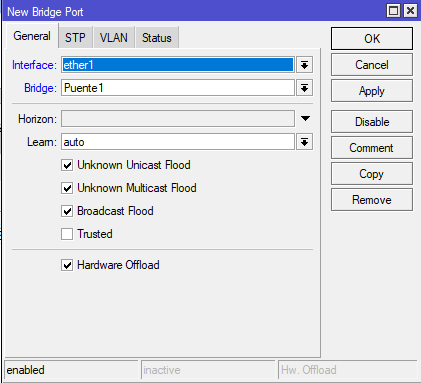 New Bridge Port
General STP VLAN Status
Interface: ether1
Bridge: Puente1
Horizon:
Learn: auto
Unknown Unicast Flood
Unknown Multicast Flood
Broadcast Flood
Trusted
Hardware Offload
OK
Cancel
Apply
Disable
Comment
Copy
Remove
enabled inactive Hw. Offload